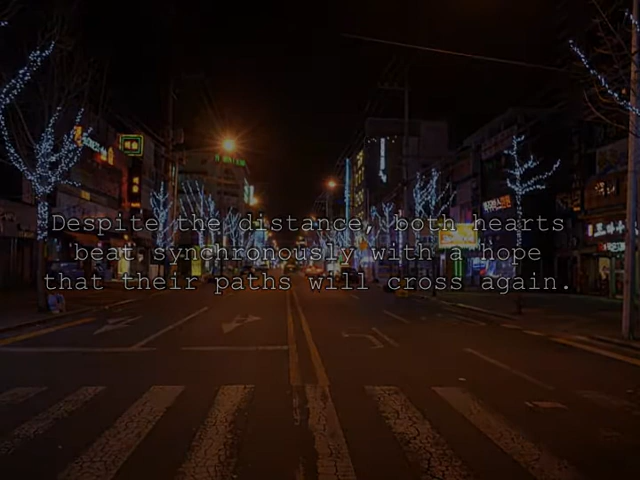 Despite the distance, both hearts
beat synchronously with a hope
that their paths will cross again.